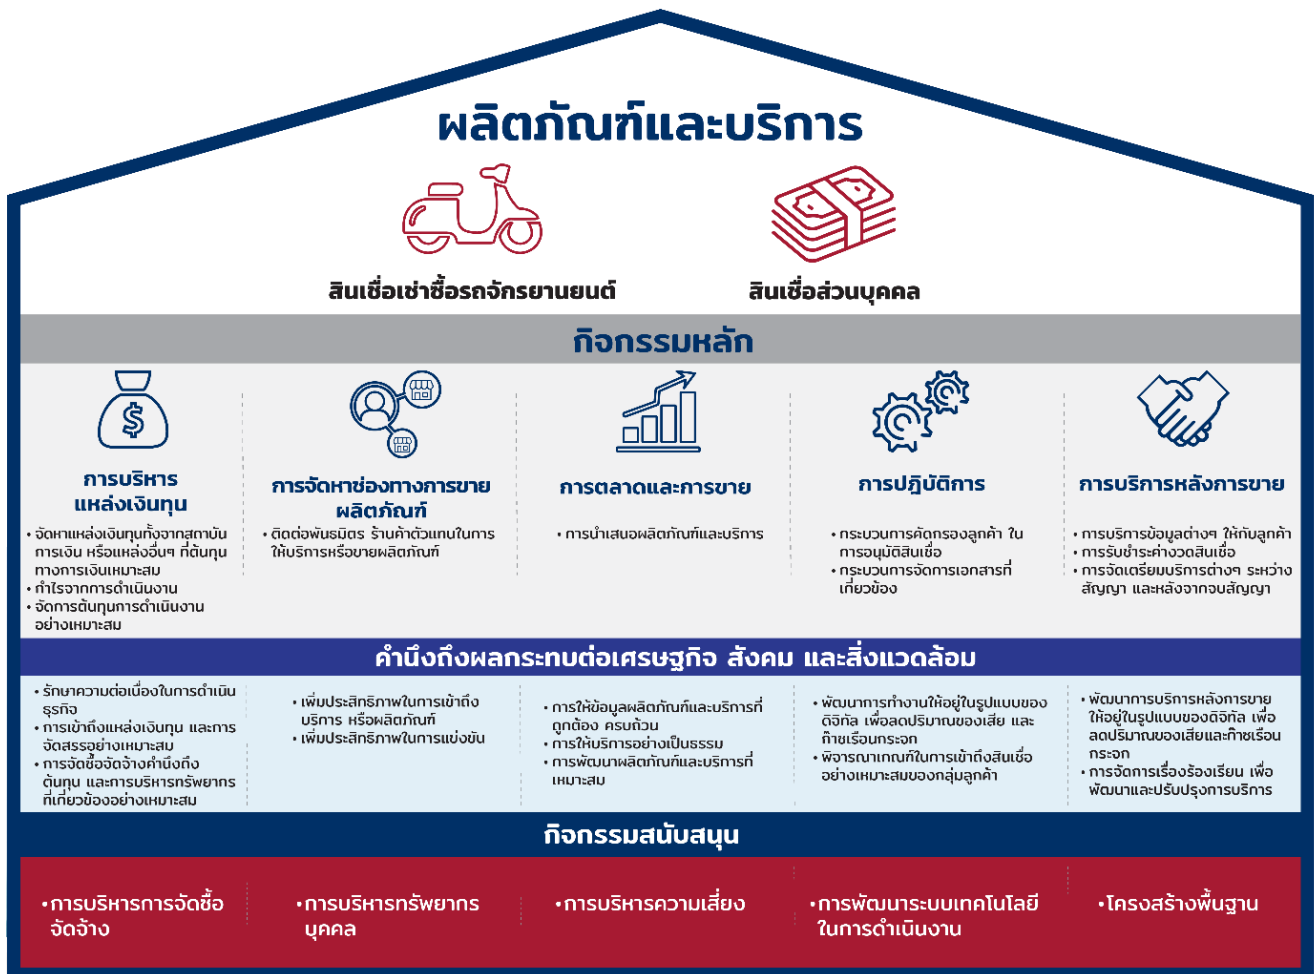 ผลิตภัณฑ์และบริการ
สินเชื่อเช่าซื้อรถจักรยานยนต์
สินเชื่อส่วนบุคคล
กิจกรรมหลัก
$
การบริหาร
แหล่งเงินทุน
• จัดหาแหล่งเงินทุนทั้งจากสถาบัน
การเงิน หรือแหล่งอื่นๆ ที่ต้นทุน
ทางการเงินเหมาะสม
• กำไรจากการดำเนินงาน
• จัดการต้นทุนการดำเนินงาน
อย่างเหมาะสม
การจัดหาช่องทางการขาย
ผลิตภัณฑ์
• ติดต่อพันธมิตร ร้านค้าตัวแทนในการ
ให้บริการหรือขายผลิตภัณฑ์
การตลาดและการขาย
• การนำเสนอผลิตภัณฑ์และบริการ
การปฎิบัติการ
• กระบวนการคัดกรองลูกค้า ใน
การอนุมัติสินเชื่อ
• กระบวนการจัดการเอกสารที่
เกี่ยวข้อง
การบริการหลังการขาย
• การบริการข้อมูลต่างๆ ให้กับลูกค้า
• การรับชำระค่างวดสินเชื่อ
• การจัดเตรียมบริการต่างๆ ระหว่าง
สัญญา และหลังจากจบสัญญา
คำนึงถึงผลกระทบต่อเศรษฐกิจ สังคม และสิ่งแวดล้อม
• รักษาความต่อเนื่องในการดำเนิน
ธุรกิจ
• การเข้าถึงแหล่งเงินทุน และการ
จัดสรรอย่างเหมาะสม
• การจัดซื้อจัดจ้างคำนึงถึง
ต้นทุน และการบริหารทรัพยากร
ที่เกี่ยวข้องอย่างเหมาะสม
• เพิ่มประสิทธิภาพในการเข้าถึง
บริการ หรือผลิตภัณฑ์
• เพิ่มประสิทธิภาพในการแข่งขัน
• การให้ข้อมูลผลิตภัณฑ์และบริการที่
ถูกต้อง ครบถ้วน
• การให้บริการอย่างเป็นธรรม
• การพัฒนาผลิตภัณฑ์และบริการที่
เหมาะสม
• พัฒนาการทำงานให้อยู่ในรูปแบบของ
ดิจิทัล เพื่อลดปริมาณของเสีย และ
ก๊าซเรือนกระจก
• พิจารณาเกณฑ์ในการเข้าถึงสินเชื่อ
อย่างเหมาะสมของกลุ่มลูกค้า
• พัฒนาการบริการหลังการขาย
ให้อยู่ในรูปแบบของดิจิทัล เพื่อ
ลดปริมาณของเสียและก๊าซเรือน
กระจก
• การจัดการเรื่องร้องเรียน เพื่อ
พัฒนาและปรับปรุงการบริการ
กิจกรรมสนับสนุน
•การบริหารการจัดซื้อ
จัดจ้าง
•การบริหารทรัพยากร
บุคคล
•การบริหารความเสี่ยง
•การพัฒนาระบบเทคโนโลยี
ในการดำเนินงาน
•โครงสร้างพื้นฐาน